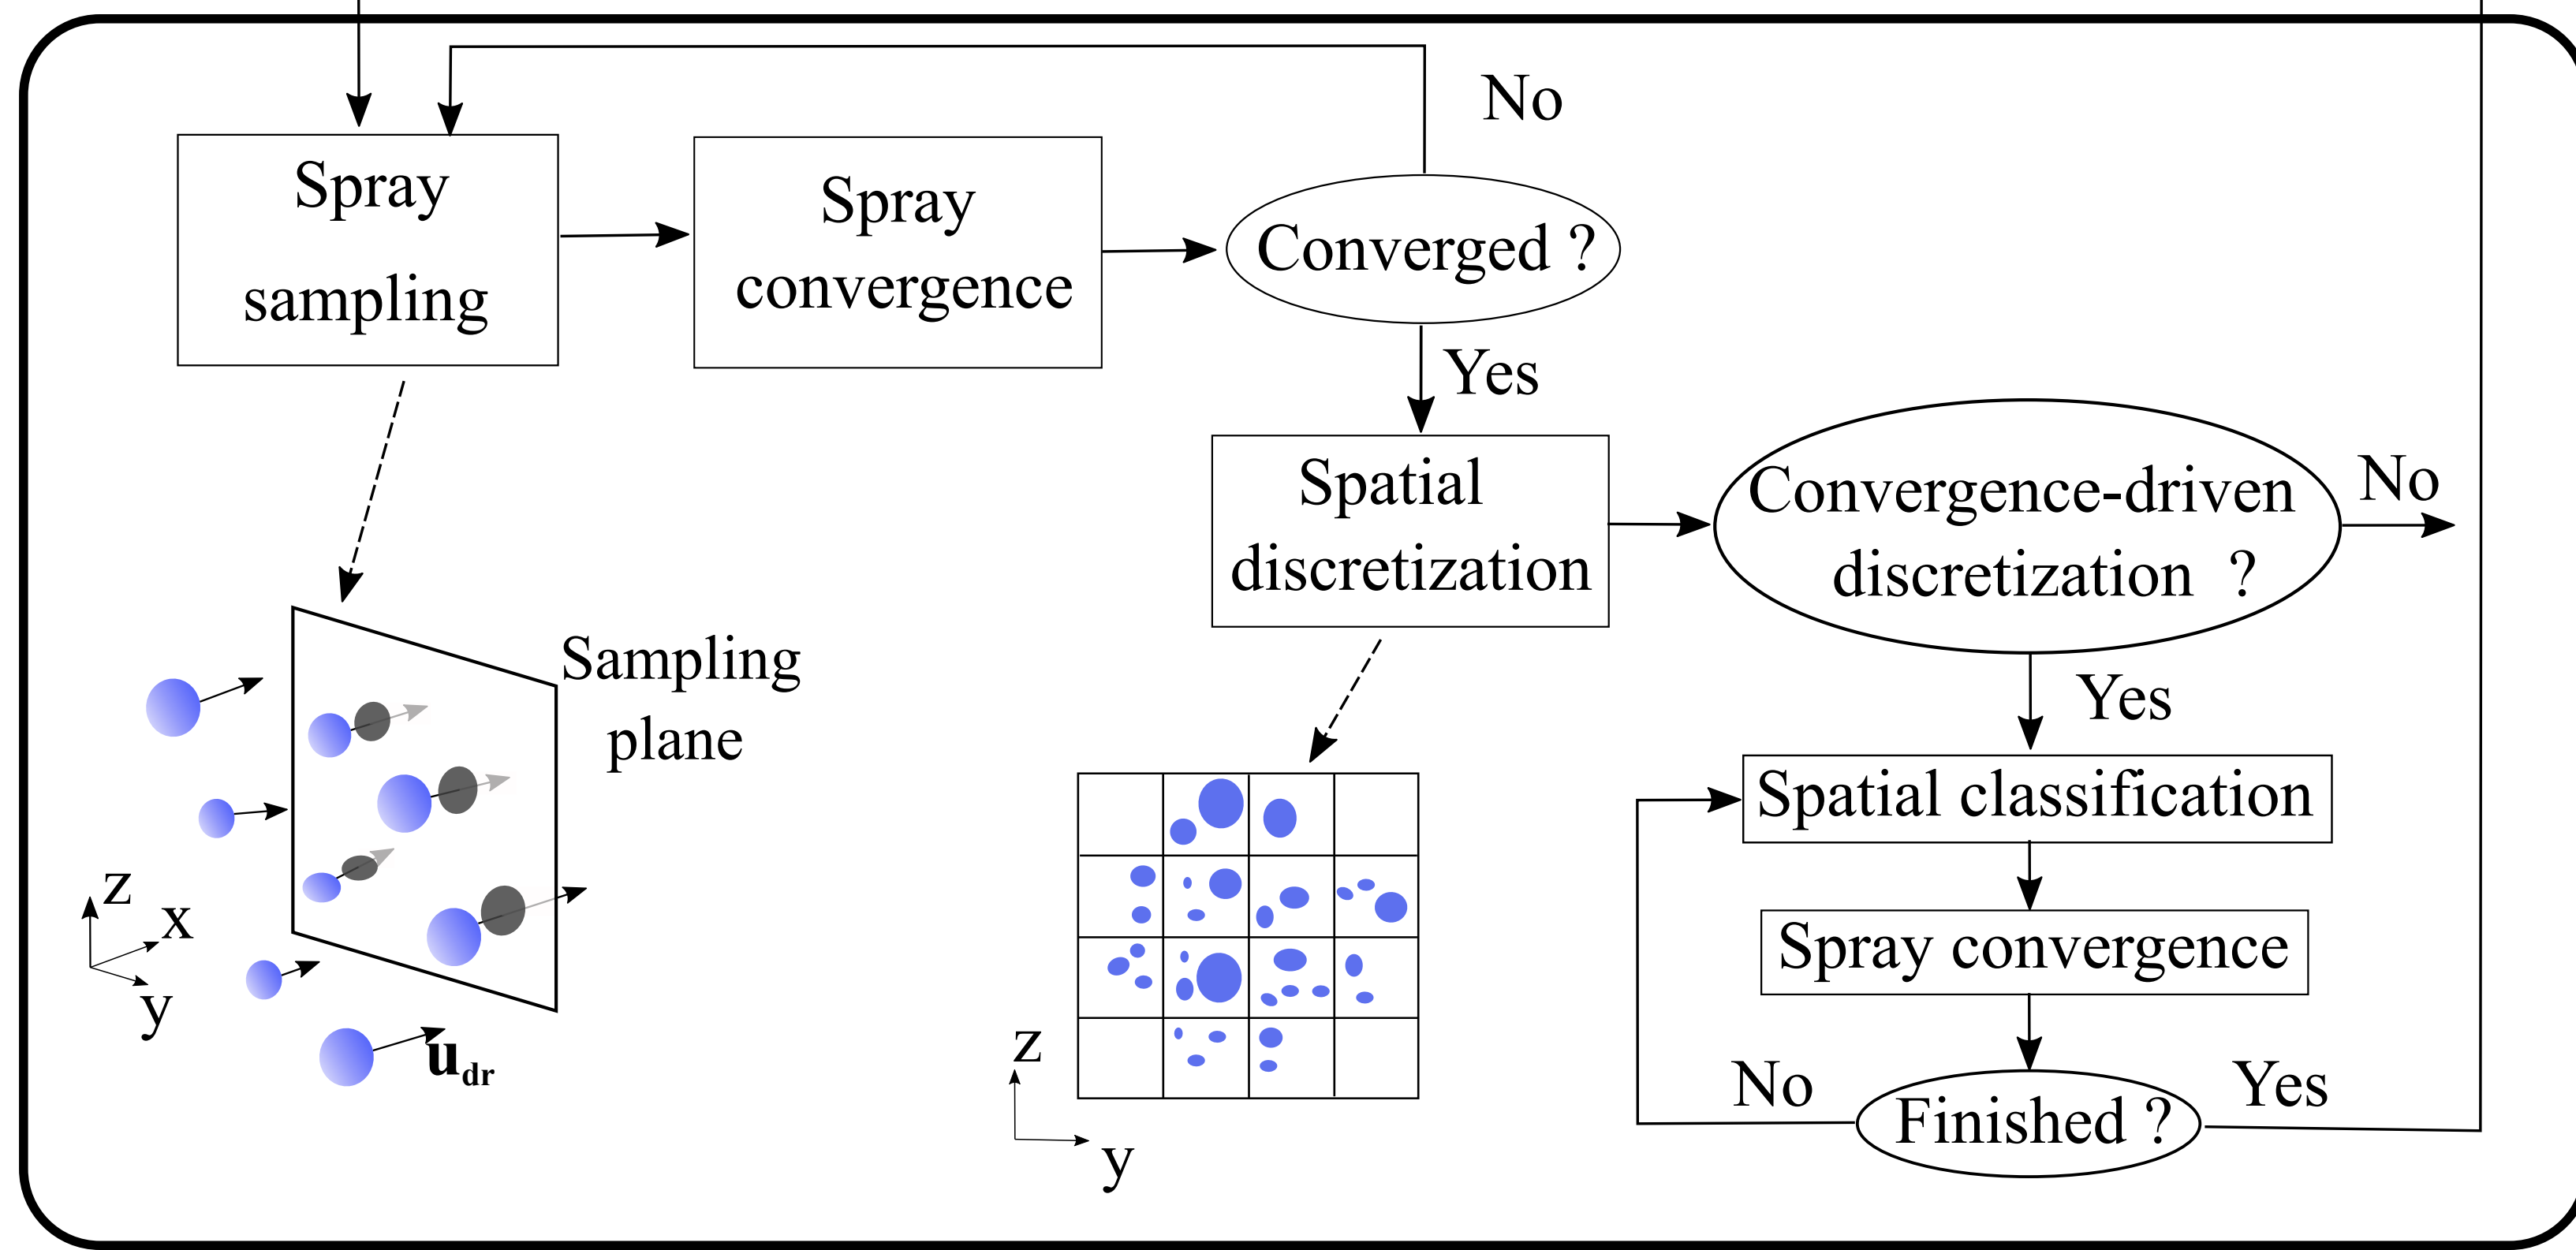 No
Spray
sampling
Spray
convergence
Converged ?
Yes
Spatial
discretization
Convergence-driven
discretization ?
No
Yes
Sampling
plane
Spatial classification
Spray convergence
No
Finished ?
Yes
z
x
y
u dr
z
y